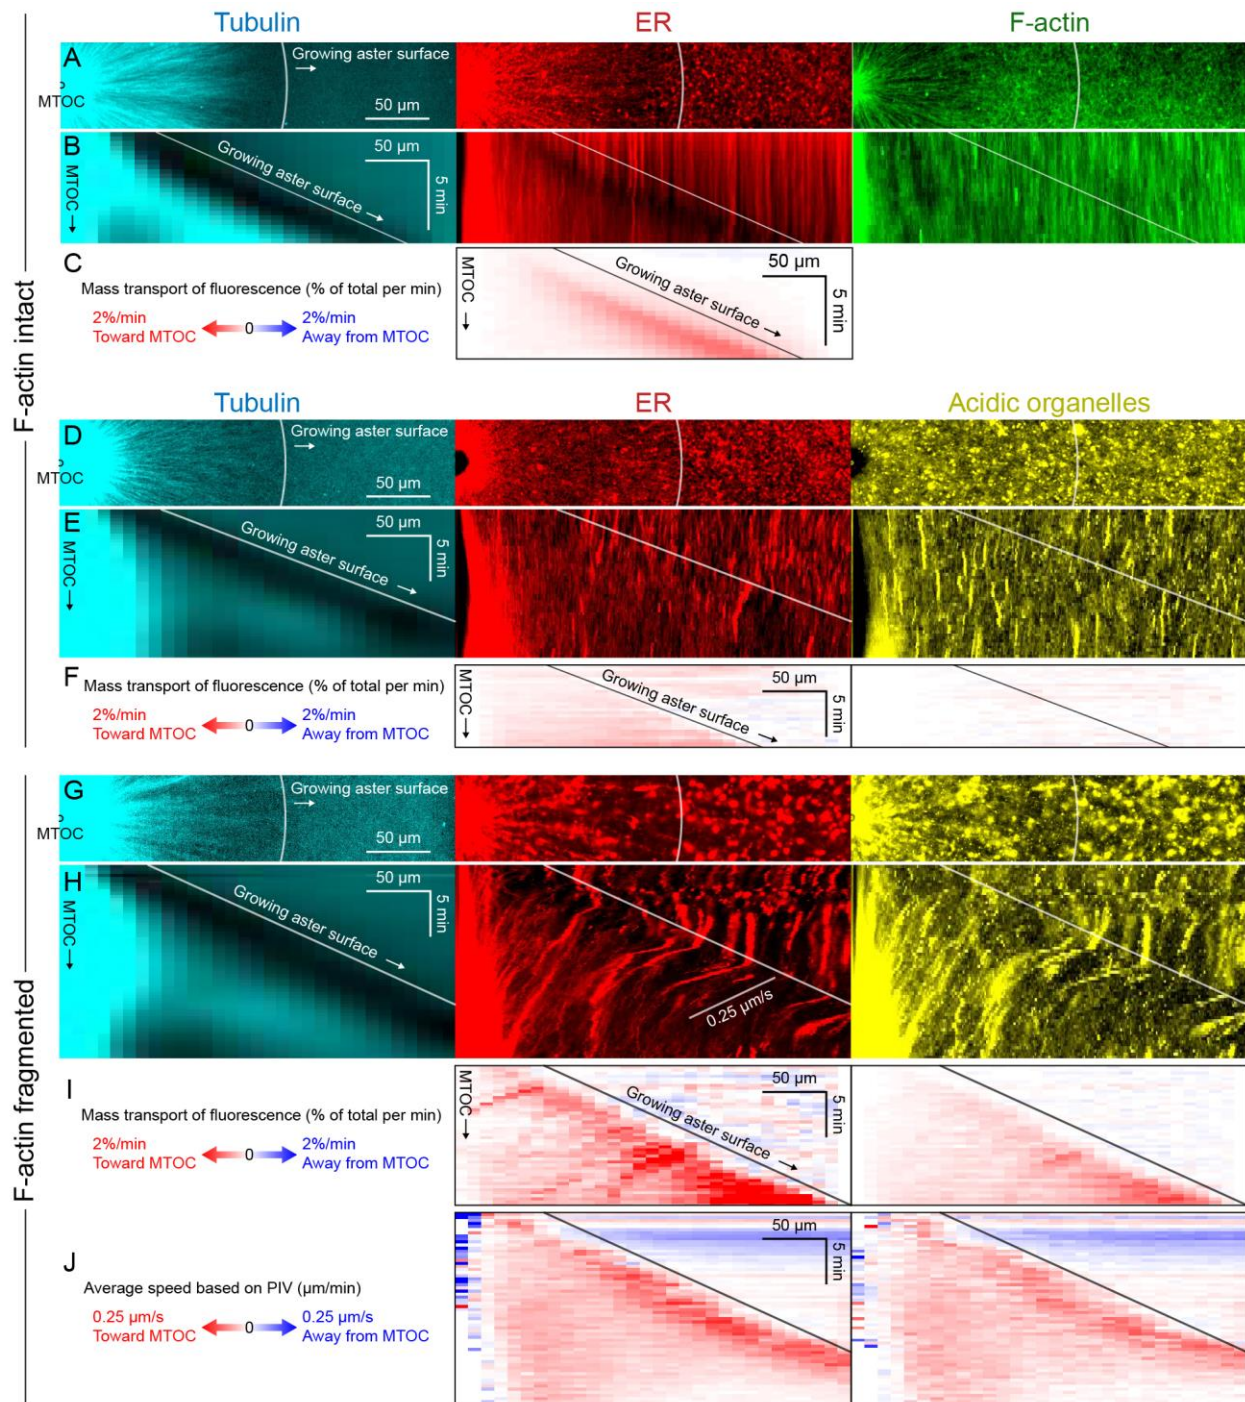 F-actin intact
Tubulin
ER
F-actin
A
Growing aster surface
MTOC
50 µm
B
MTOC
Growing aster surface
50 µm
5 min
C
Mass transport of fluorescence (% of total per min)
2%/min
Toward MTOC
0
2%/min
Away from MTOC
MTOC
Growing aster surface
50 µm
5 min
Tubulin
ER
Acidic organelles
D
Growing aster surface
MTOC
50 µm
E
MTOC
Growing aster surface
50 µm
5 min
F
Mass transport of fluorescence (% of total per min)
2%/min
Toward MTOC
0
2%/min
Away from MTOC
MTOC
Growing aster surface
50 µm
5 min
F-actin fragmented
G
Growing aster surface
MTOC
50 µm
H
MTOC
Growing aster surface
50 µm
5 min
0.25 µm/s
I
Mass transport of fluorescence (% of total per min)
2%/min
Toward MTOC
0
2%/min
Away from MTOC
MTOC
Growing aster surface
50 µm
5 min
J
Average speed based on PIV (µm/min)
0.25 µm/s
Toward MTOC
0
0.25 µm/s
Away from MTOC
50 µm
5 min